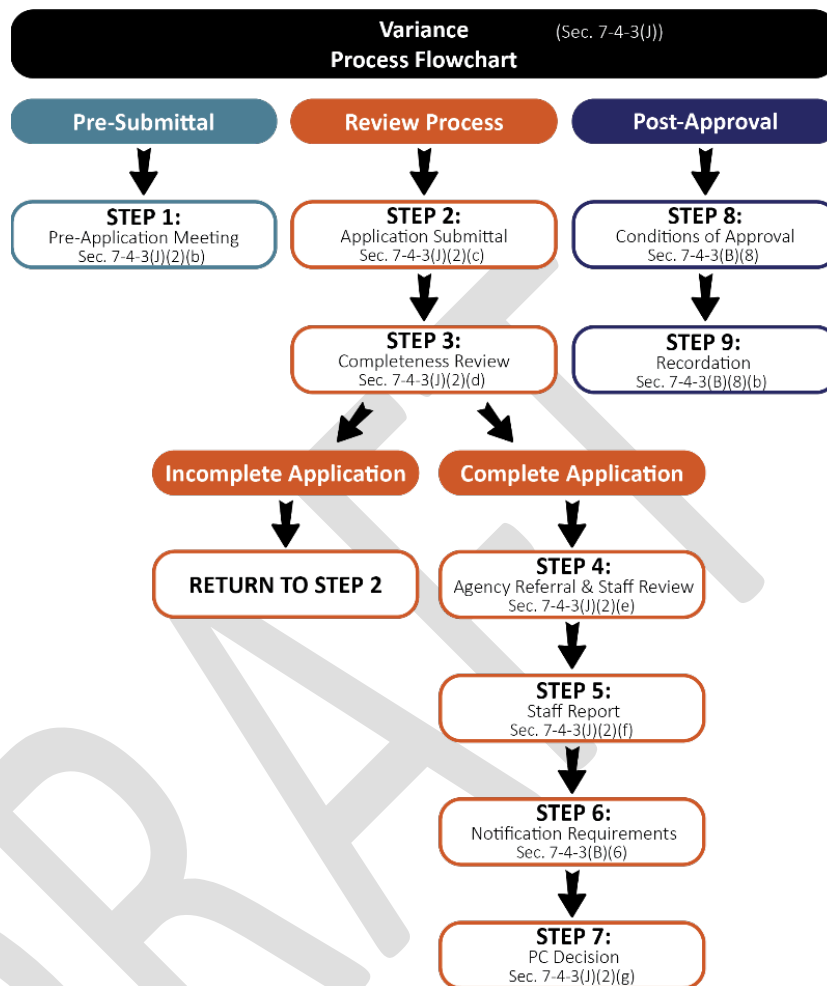 Variance (Sec. 7-4-3(J))
Process Flowchart
Pre-Submittal
STEP 1:
Pre-Application Meeting
Sec. 7-4-3(J)(2)(b)
Review Process
STEP 2:
Application Submittal
Sec. 7-4-3(J)(2)(c)
STEP 3:
Completeness Review
Sec. 7-4-3(J)(2)(d)
Incomplete Application
RETURN TO STEP 2
Complete Application
STEP 4:
Agency Referral & Staff Review
Sec. 7-4-3(J)(2)(e)
STEP 5:
Staff Report
Sec. 7-4-3(J)(2)(f)
STEP 6:
Notification Requirements
Sec. 7-4-3(B)(6)
STEP 7:
PC Decision
Sec. 7-4-3(J)(2)(g)
Post-Approval
STEP 8:
Conditions of Approval
Sec. 7-4-3(B)(8)
STEP 9:
Recordation
Sec. 7-4-3(B)(8)(b)
DRAFT